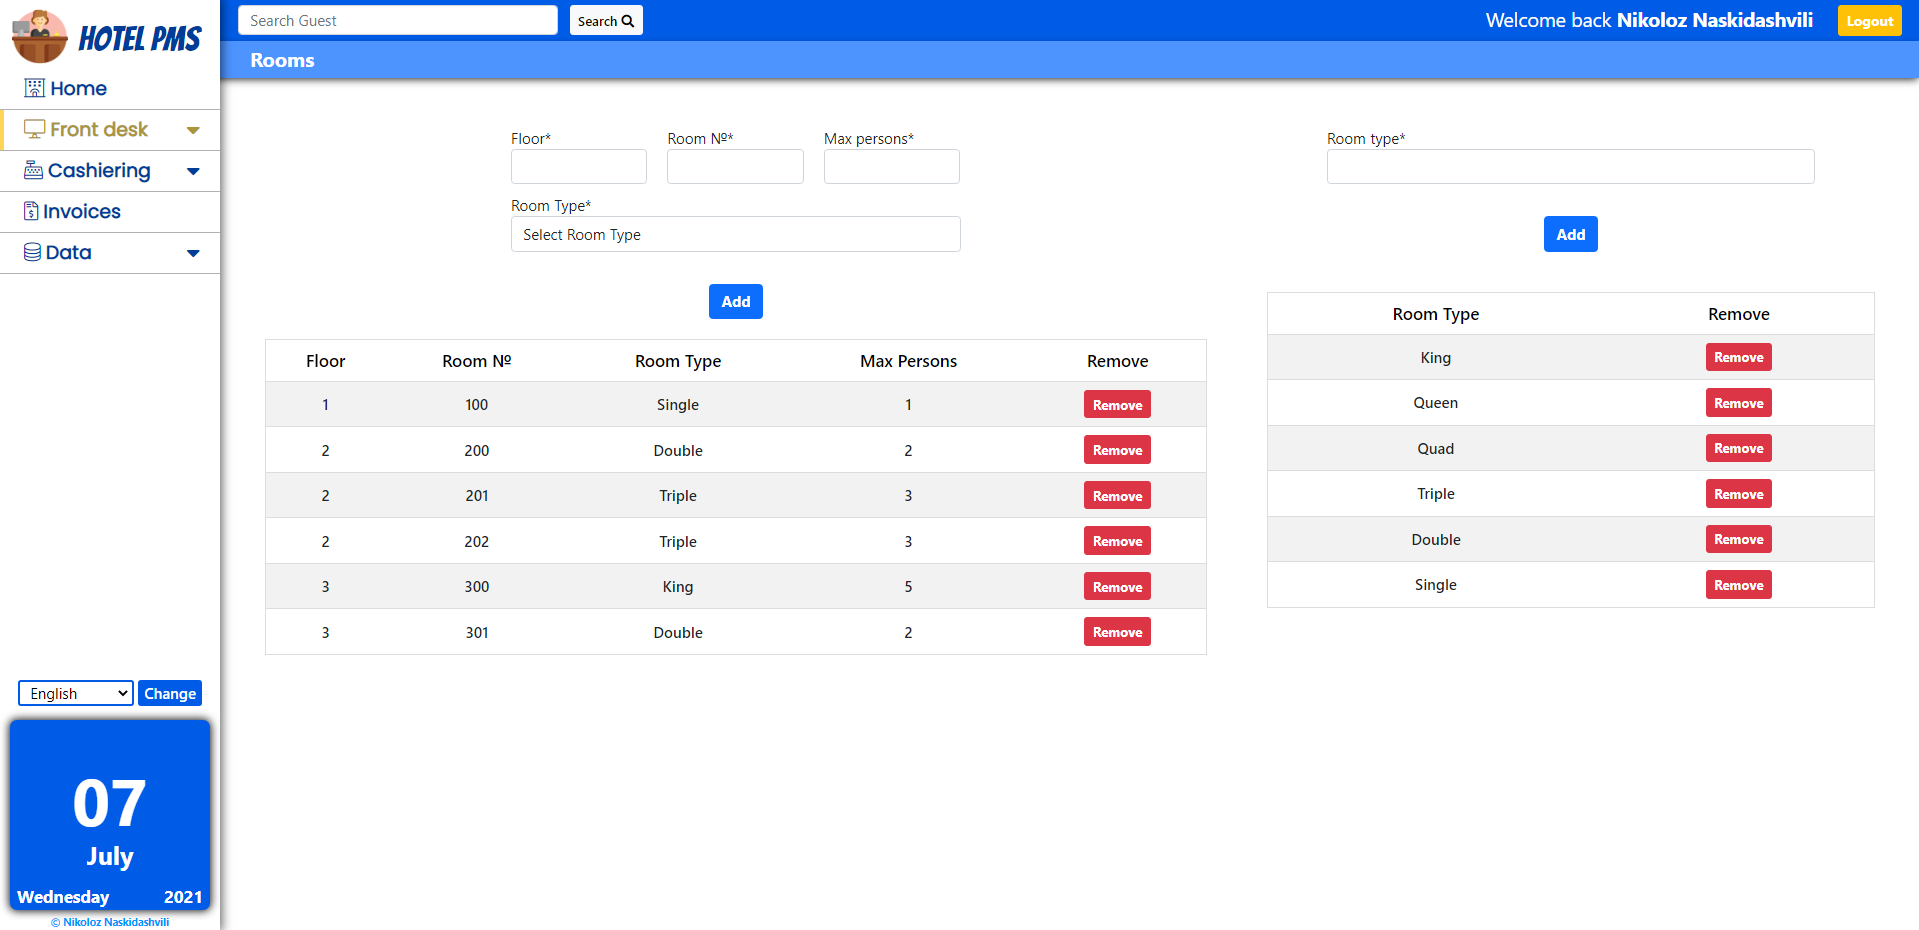 HOTEL PMS
Search Guest
Search
Welcome back Nikoloz Naskidashvili
Logout
Rooms
Home
Front desk
Cashiering
Invoices
Data
English
Change
07
July
Wednesday 2021
© Nikoloz Naskidashvili
Floor* Room Nº* Max persons*
Room Type*
Select Room Type
Add
Floor Room Nº Room Type Max Persons Remove
1 100 Single 1 Remove
2 200 Double 2 Remove
2 201 Triple 3 Remove
2 202 Triple 3 Remove
3 300 King 5 Remove
3 301 Double 2 Remove
Room type*
Add
Room Type Remove
King Remove
Queen Remove
Quad Remove
Triple Remove
Double Remove
Single Remove